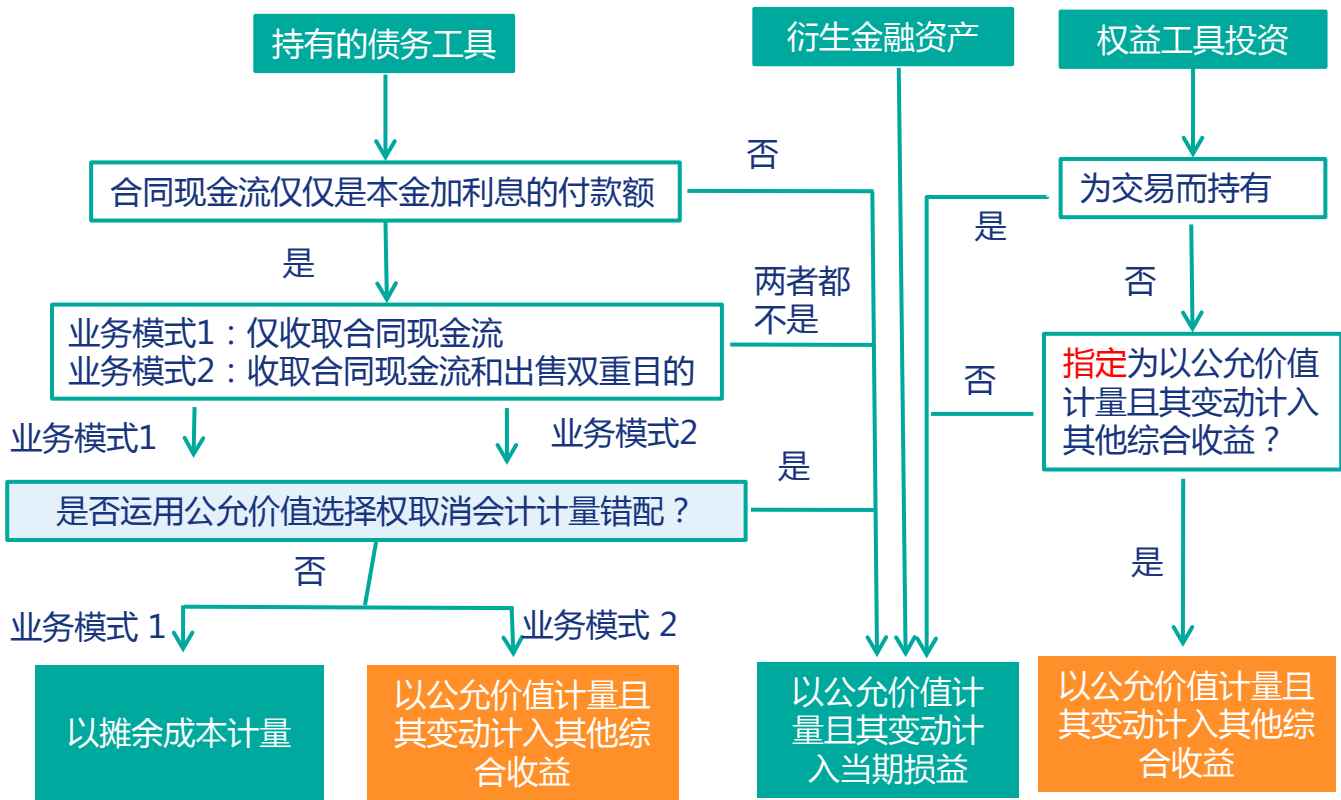 持有的债务工具
衍生金融资产
权益工具投资
否
合同现金流仅仅是本金加利息的付款额
为交易而持有
是
是
否
两者都
不是
业务模式1：仅收取合同现金流
业务模式2：收取合同现金流和出售双重目的
指定为以公允价值
计量且其变动计入
其他综合收益？
否
业务模式1
业务模式2
是
是否运用公允价值选择权取消会计计量错配？
否
是
业务模式 1
业务模式 2
以摊余成本计量
以公允价值计量且
其变动计入其他综
合收益
以公允价值计
量且其变动计
入当期损益
以公允价值计量且
其变动计入其他综
合收益